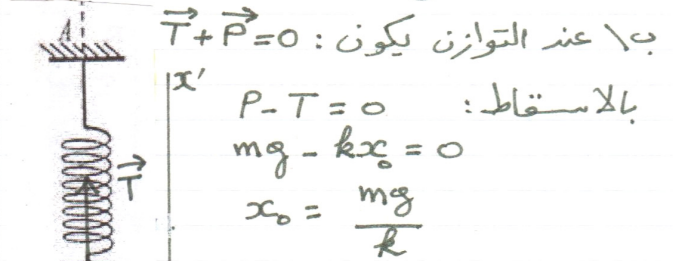 ب\ عند التوازن يكون : T⃗ + P⃗ = 0
A
x'
بالاسقاط : P - T = 0
mg - kx₀ = 0
T⃗
x₀ = mg / k